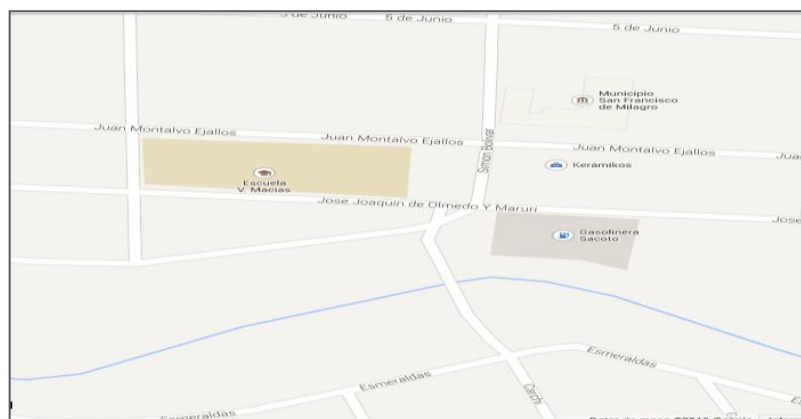 5 de Junio
5 de Junio
5 de Junio
Municipio
San Francisco
de Milagro
Juan Montalvo Ejallos
Juan Montalvo Ejallos
Juan Montalvo Ejallos
Simon Bolivar
Kerámikos
Escuela
V. Macias
Jose Joaquin de Olmedo Y Maruri
Jose
Gasolinera
Sacoto
Esmeraldas
Esmeraldas
Esmeraldas